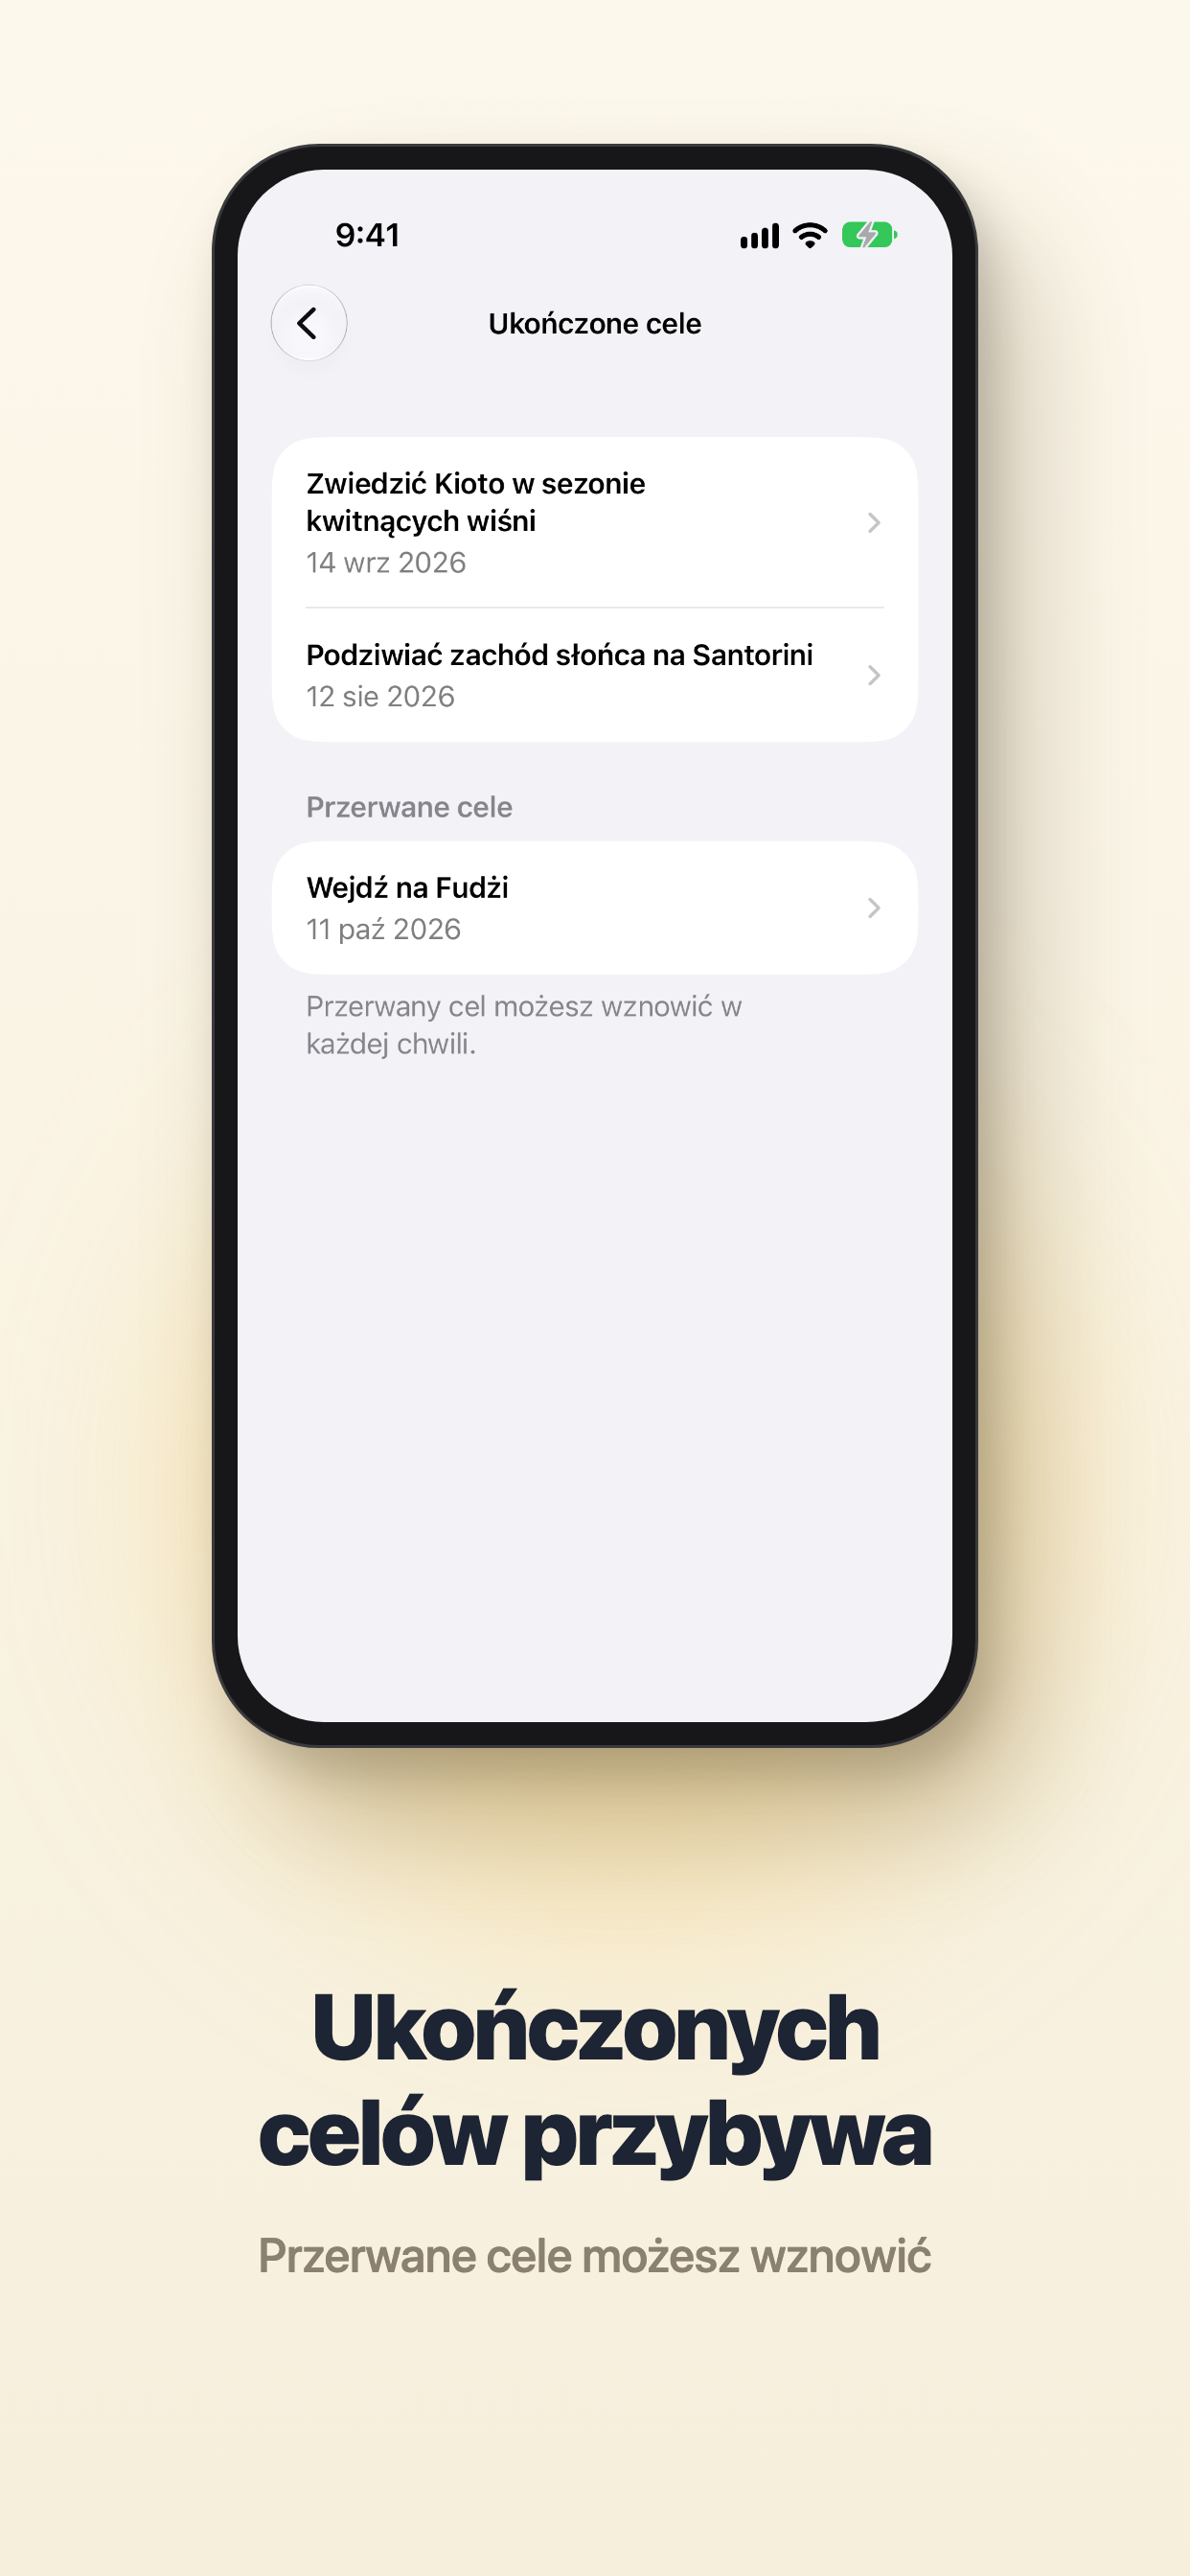 9:41
Ukończone cele
Zwiedzić Kioto w sezonie
kwitnących wiśni
14 wrz 2026
Podziwiać zachód słońca na Santorini
12 sie 2026
Przerwane cele
Wejdź na Fudżi
11 paź 2026
Przerwany cel możesz wznowić w
każdej chwili.
Ukończonych
celów przybywa
Przerwane cele możesz wznowić